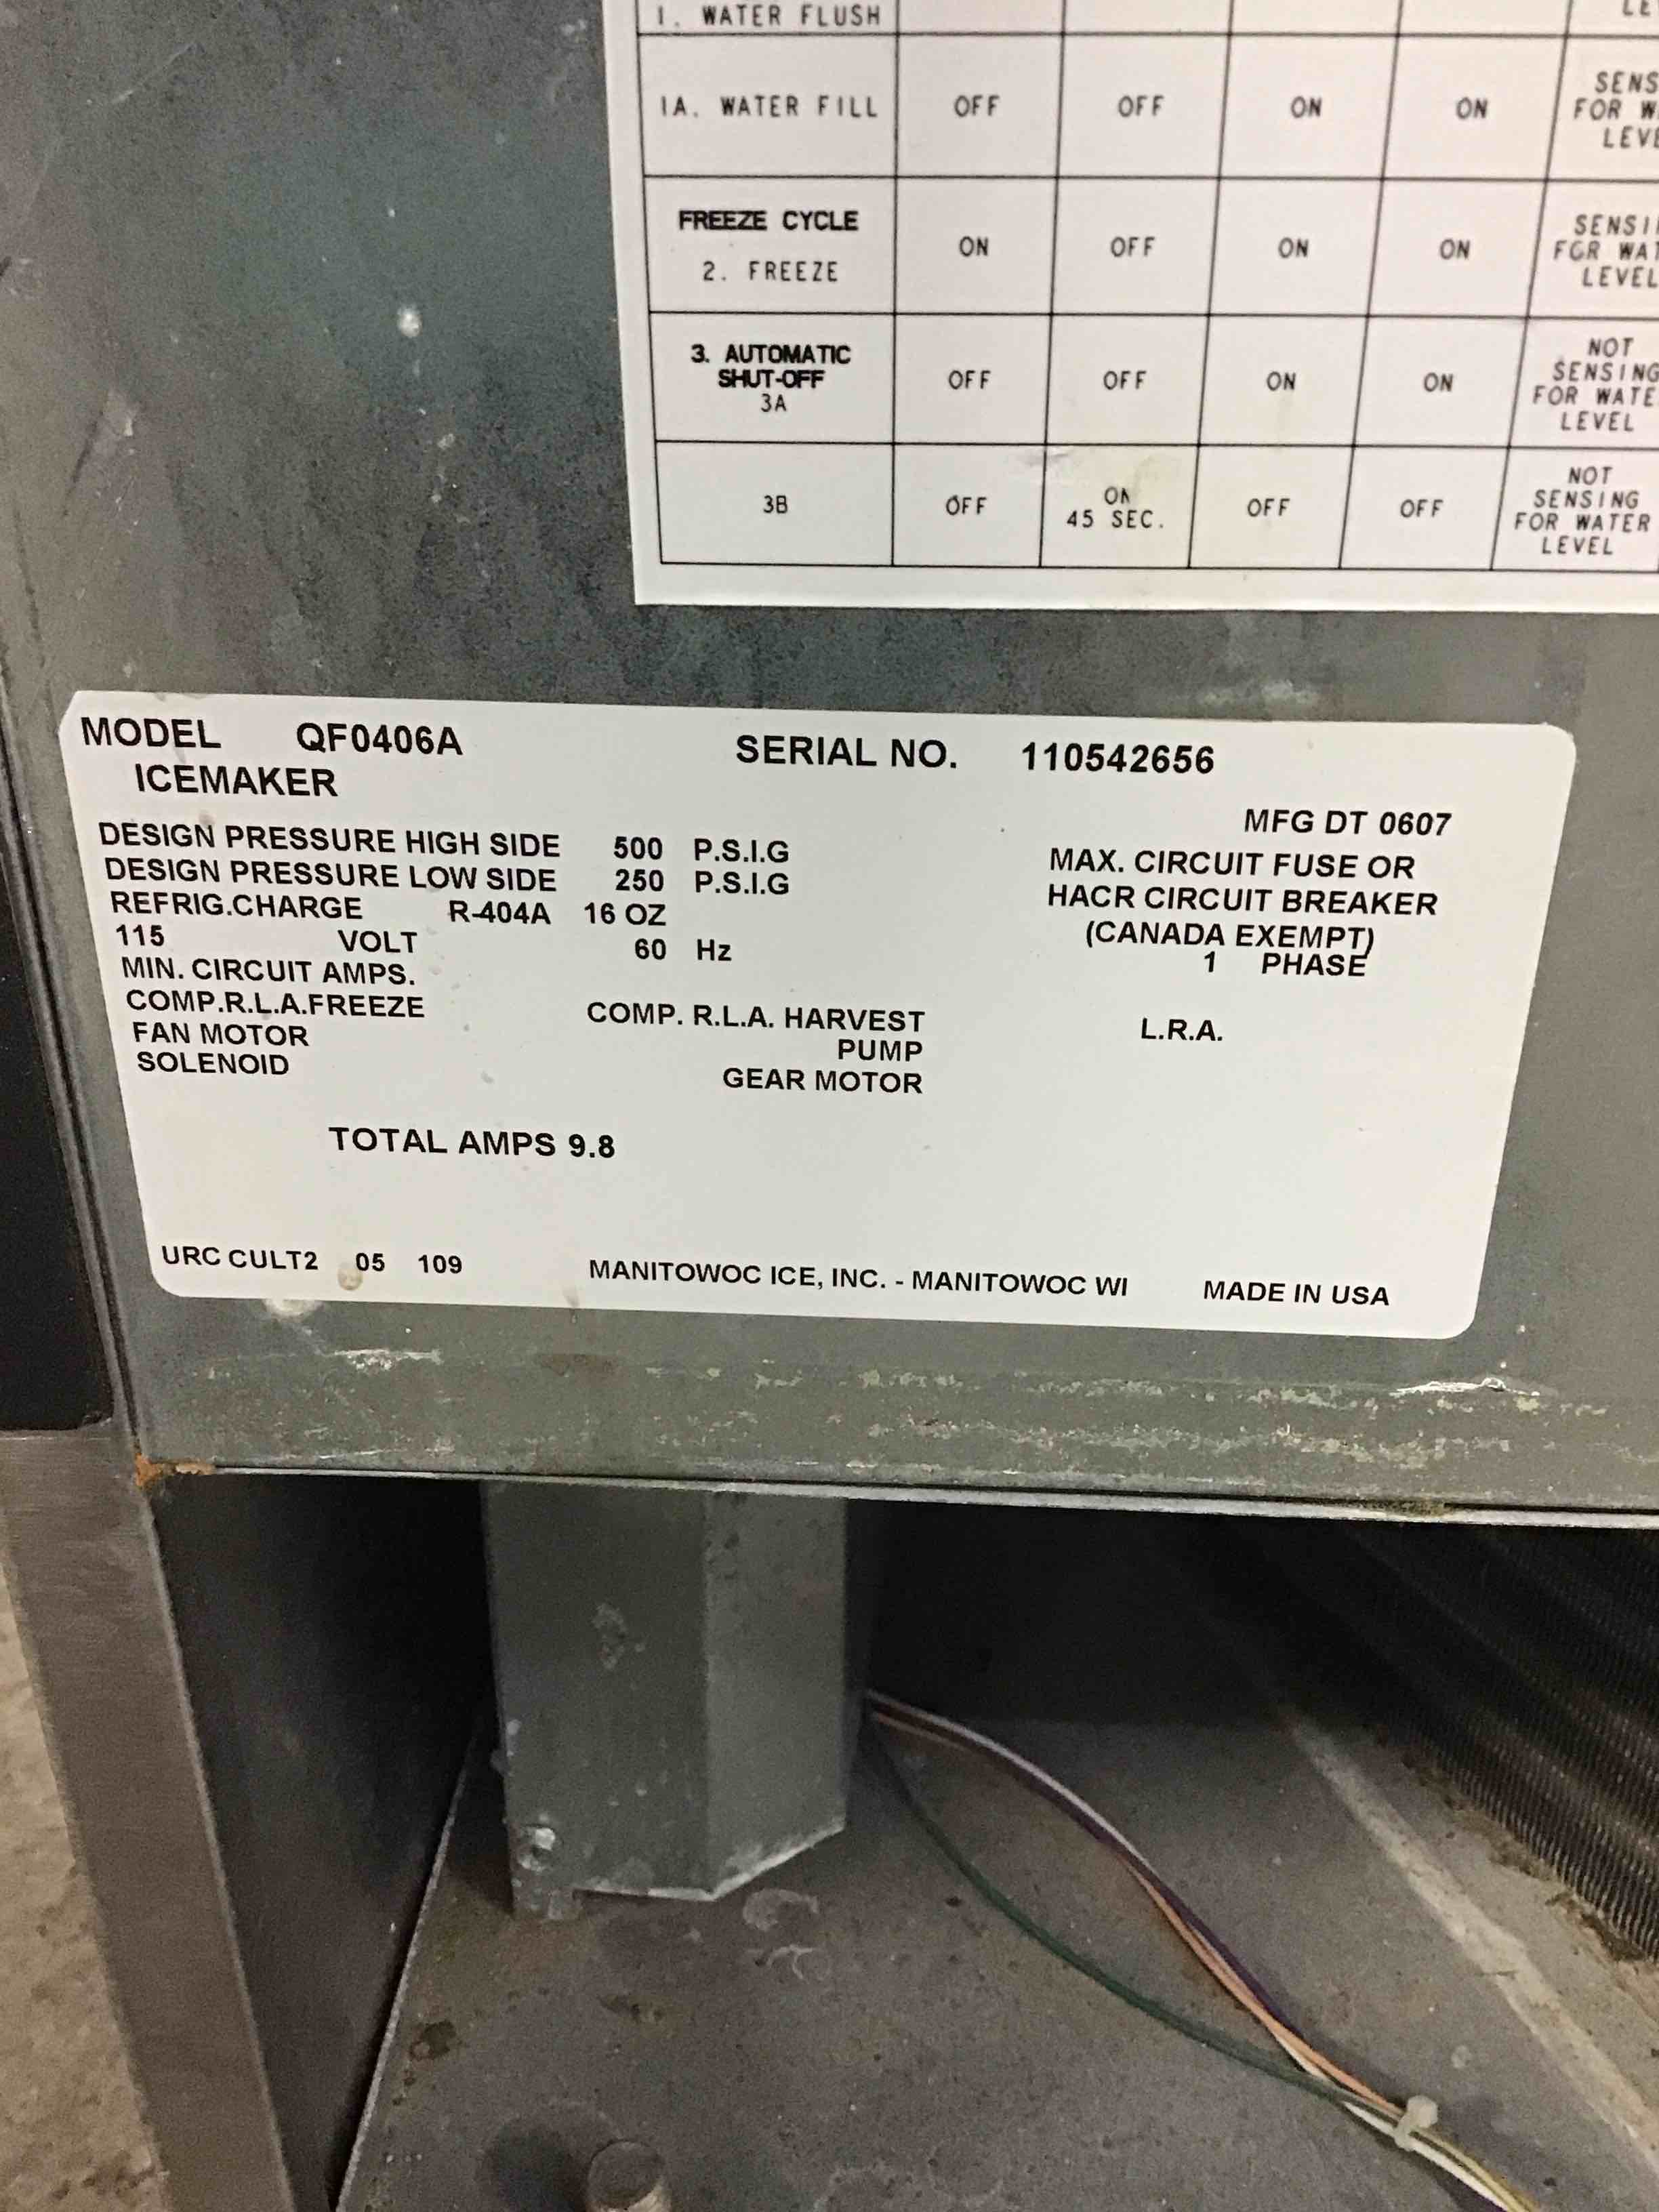 1. WATER FLUSH
1A. WATER FILL OFF OFF ON ON
FREEZE CYCLE
2. FREEZE ON OFF ON ON
LEVEL
3. AUTOMATIC
SHUT-OFF
3A OFF OFF ON ON
NOT
SENSING
LEVEL
3B OFF ON
45 SEC. OFF OFF
NOT
SENSING
FOR WATER
LEVEL
MODEL QF0406A SERIAL NO. 110542656
ICEMAKER
MFG DT 0607
DESIGN PRESSURE HIGH SIDE 500 P.S.I.G
DESIGN PRESSURE LOW SIDE 250 P.S.I.G
REFRIG.CHARGE R-404A 16 OZ
115 VOLT 60 Hz
MAX. CIRCUIT FUSE OR
HACR CIRCUIT BREAKER
(CANADA EXEMPT)
1 PHASE
MIN. CIRCUIT AMPS.
COMP.R.L.A.FREEZE COMP. R.L.A. HARVEST L.R.A.
FAN MOTOR PUMP
SOLENOID GEAR MOTOR
TOTAL AMPS 9.8
URC CULT2 05 109 MANITOWOC ICE, INC. - MANITOWOC WI MADE IN USA